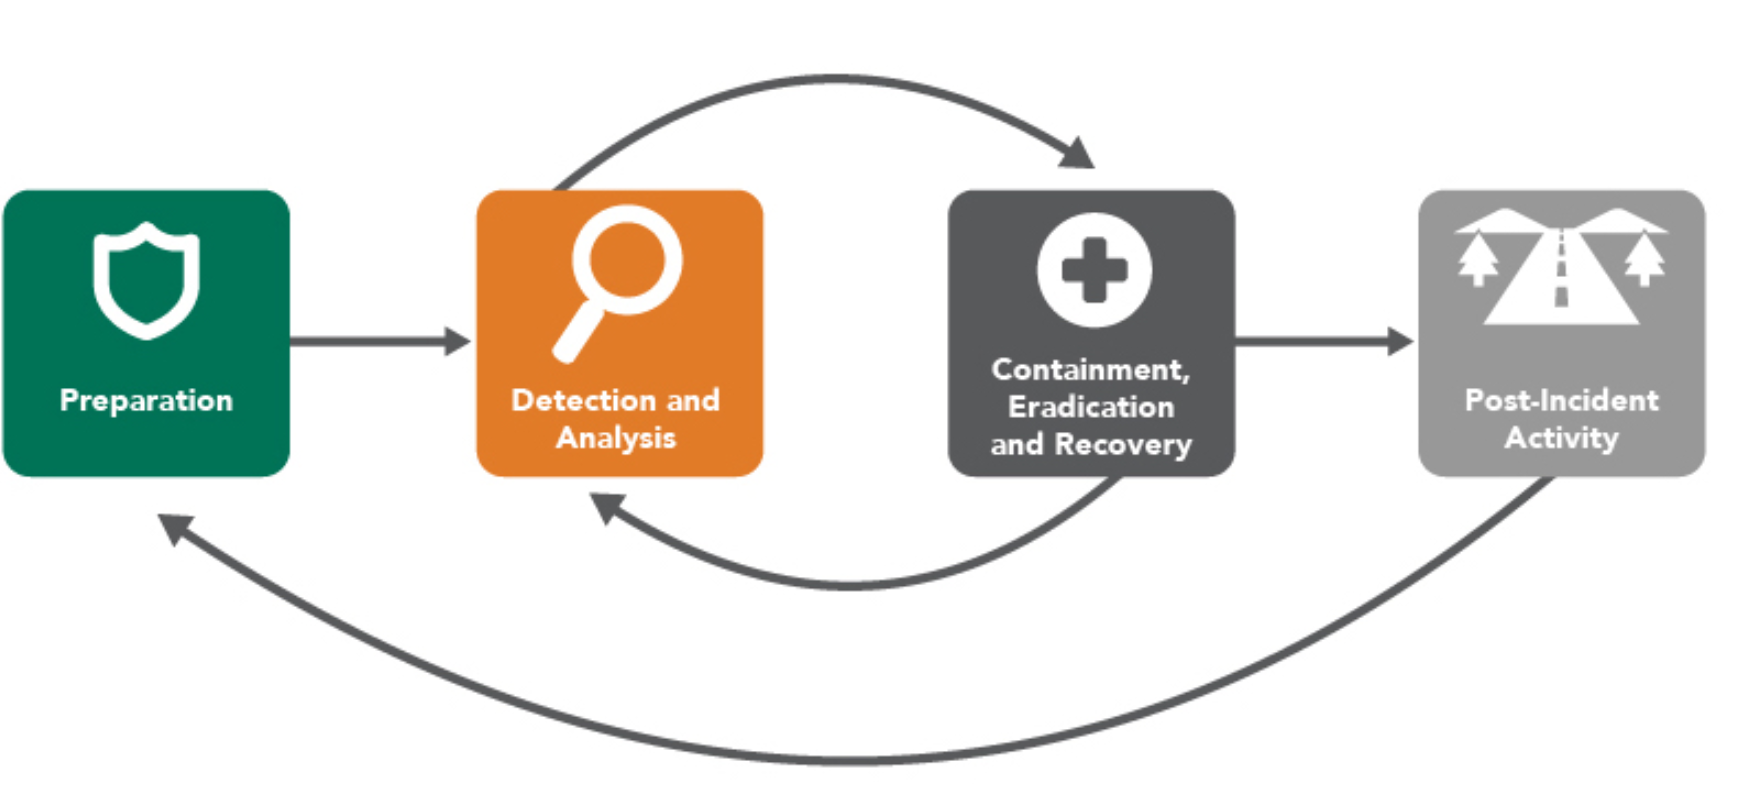 Preparation
Detection and
Analysis
Containment,
Eradication
and Recovery
Post-Incident
Activity